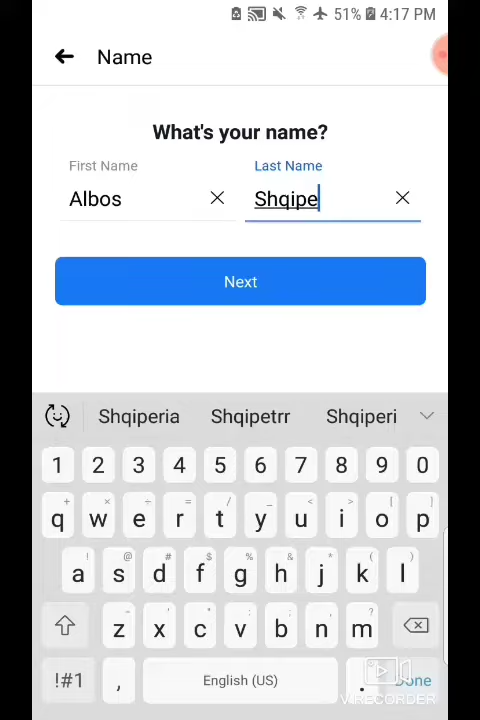 51% 4:17 PM
Name
What's your name?
First Name Last Name
Albos Shqipe
Next
Shqiperia Shqipetrr Shqiperi
1 2 3 4 5 6 7 8 9 0
+ × ÷ = / _ < > [ ]
q w e r t y u i o p
! @ # $ % & * ( )
a s d f g h j k l
- ' " : ; , ?
z x c v b n m
!#1 , English (US) . Done
VIRECORDER